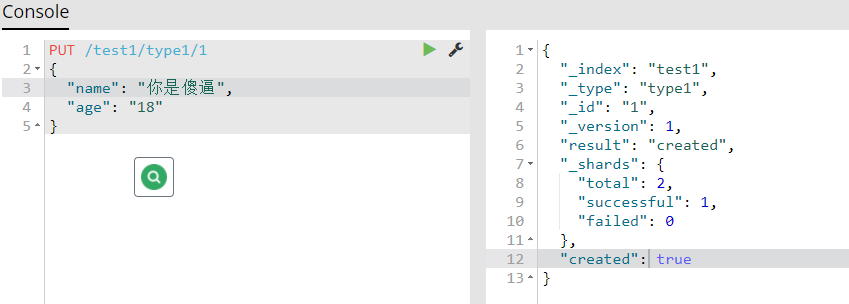 Console
1 PUT /test1/type1/1
2 {
3 "name": "你是傻逼",
4 "age": "18"
5 }
1 {
2 "_index": "test1",
3 "_type": "type1",
4 "_id": "1",
5 "_version": 1,
6 "result": "created",
7 "_shards": {
8 "total": 2,
9 "successful": 1,
10 "failed": 0
11 },
12 "created": true
13 }